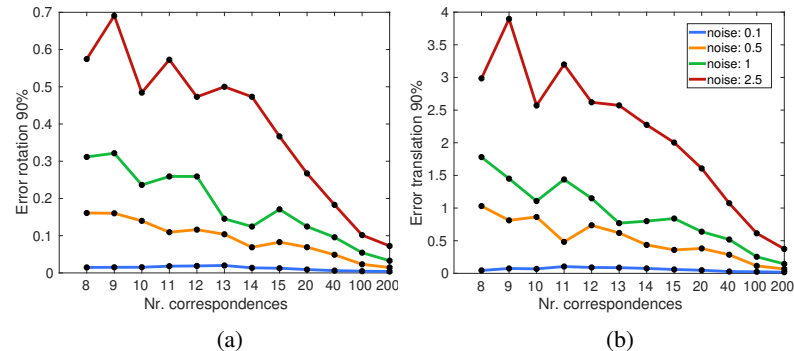 0.7
0.6
0.5
0.4
0.3
0.2
0.1
0
Error rotation 90%
8 9 10 11 12 13 14 15 20 40 100 200
Nr. correspondences
(a)
4
3.5
3
2.5
2
1.5
1
0.5
0
Error translation 90%
noise: 0.1
noise: 0.5
noise: 1
noise: 2.5
8 9 10 11 12 13 14 15 20 40 100 200
Nr. correspondences
(b)